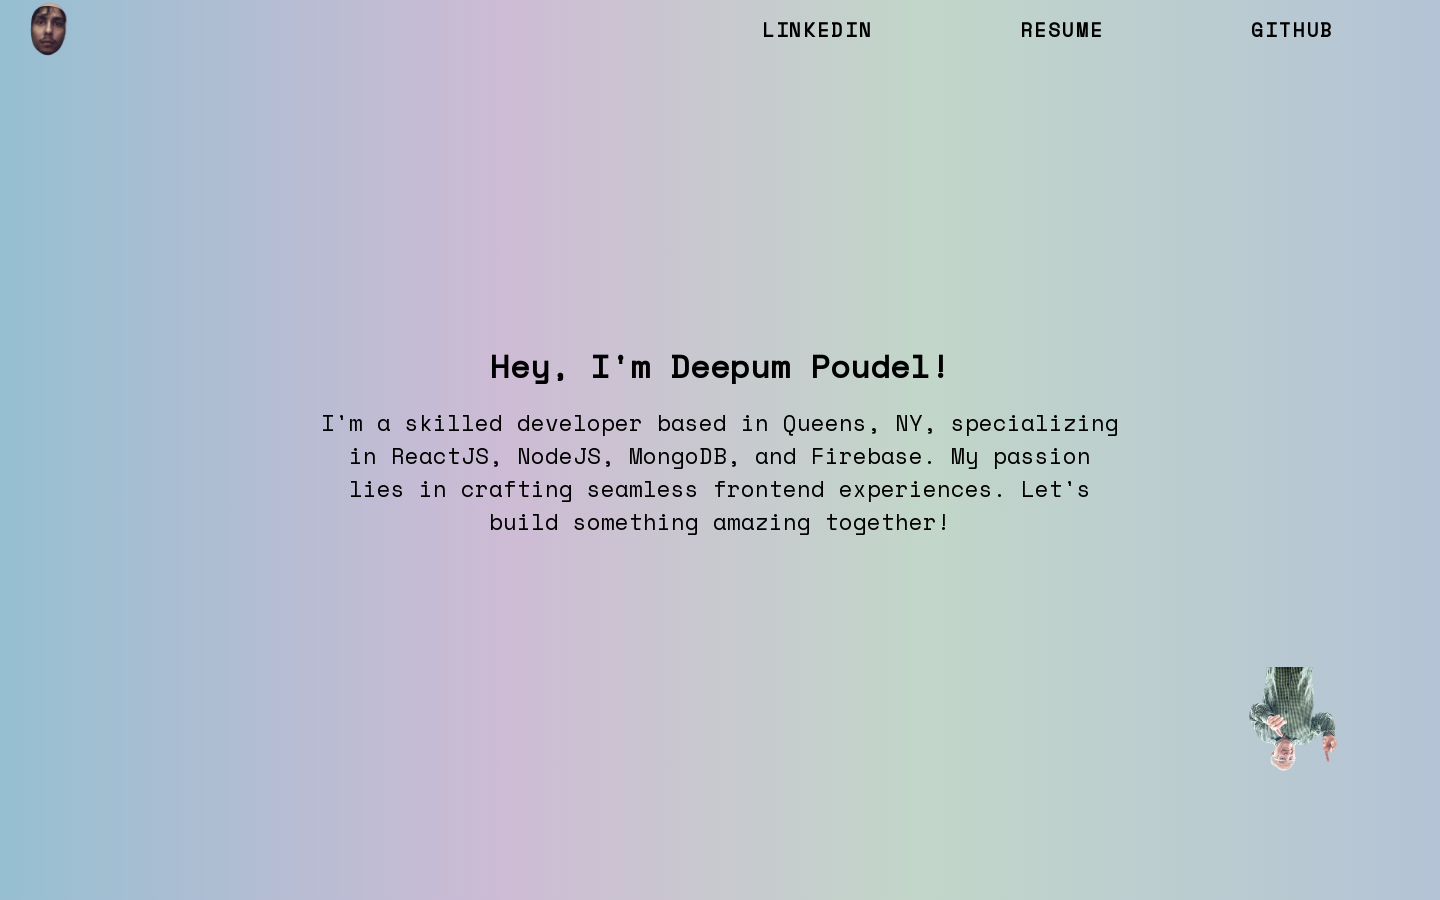 LINKEDIN RESUME GITHUB
Hey, I'm Deepum Poudel!
I'm a skilled developer based in Queens, NY, specializing
in ReactJS, NodeJS, MongoDB, and Firebase. My passion
lies in crafting seamless frontend experiences. Let's
build something amazing together!